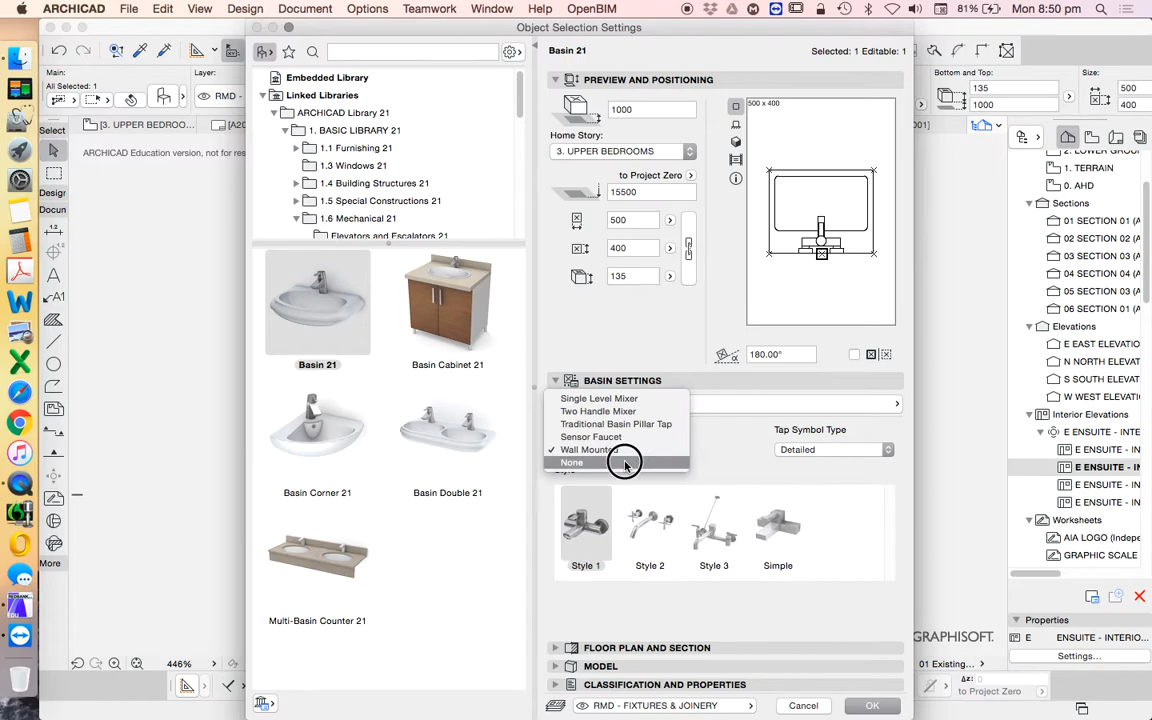 ARCHICAD File Edit View Design Document Options Teamwork Window Help OpenBIM 81% Mon 8:50 pm
Object Selection Settings
Main:
All Selected: 1
Layer:
RMD -
[3. UPPER BEDROO...
[A20
Select
ARCHICAD Education version, not for res
Desigr
Docun
More
446%
Embedded Library
Linked Libraries
ARCHICAD Library 21
1. BASIC LIBRARY 21
1.1 Furnishing 21
1.3 Windows 21
1.4 Building Structures 21
1.5 Special Constructions 21
1.6 Mechanical 21
Elevators and Escalators 21
Basin 21
Basin Cabinet 21
Basin Corner 21
Basin Double 21
Multi-Basin Counter 21
Basin 21
Selected: 1 Editable: 1
PREVIEW AND POSITIONING
1000
Home Story:
3. UPPER BEDROOMS
to Project Zero
15500
500
400
135
500 x 400
180.00°
BASIN SETTINGS
Single Level Mixer
Two Handle Mixer
Traditional Basin Pillar Tap
Sensor Faucet
Wall Mounted
None
Tap Symbol Type
Detailed
Style 1
Style 2
Style 3
Simple
FLOOR PLAN AND SECTION
MODEL
CLASSIFICATION AND PROPERTIES
RMD - FIXTURES & JOINERY
Cancel
OK
Bottom and Top:
135
1000
Size:
500
400
001]
2. LOWER GROU
1. TERRAIN
0. AHD
Sections
01 SECTION 01 (A
02 SECTION 02 (A
03 SECTION 03 (A
04 SECTION 04 (A
05 SECTION 05 (A
06 SECTION 01 (A
Elevations
E EAST ELEVATIO
N NORTH ELEVAT
S SOUTH ELEVAT
W WEST ELEVATI
Interior Elevations
E ENSUITE - INTE
E ENSUITE - IN
E ENSUITE - IN
E ENSUITE - IN
E ENSUITE - IN
Worksheets
AIA LOGO (Indepe
GRAPHIC SCALE
Properties
E ENSUITE - INTERIO...
Settings...
GRAPHISOFT.
01 Existing...
Δz: 0
to Project Zero